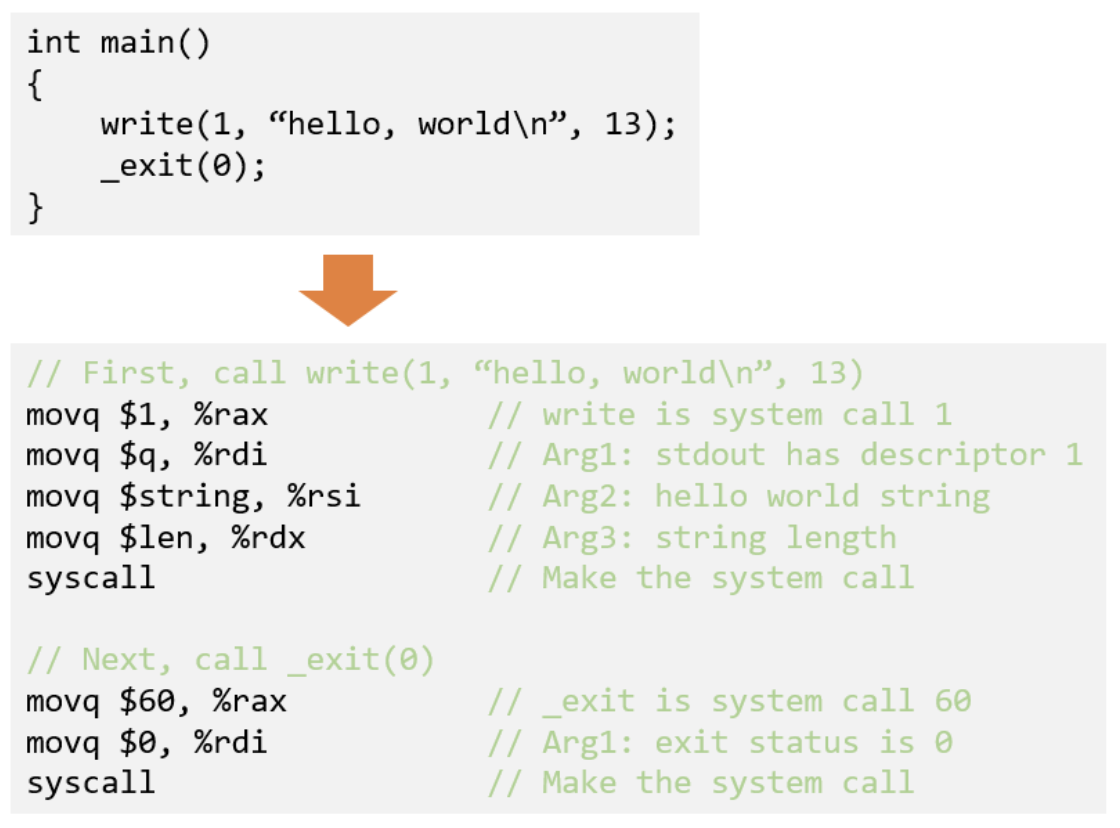 int main()
{
    write(1, “hello, world\n”, 13);
    _exit(0);
}
// First, call write(1, “hello, world\n”, 13)
movq $1, %rax // write is system call 1
movq $q, %rdi // Arg1: stdout has descriptor 1
movq $string, %rsi // Arg2: hello world string
movq $len, %rdx // Arg3: string length
syscall // Make the system call
// Next, call _exit(0)
movq $60, %rax // _exit is system call 60
movq $0, %rdi // Arg1: exit status is 0
syscall // Make the system call